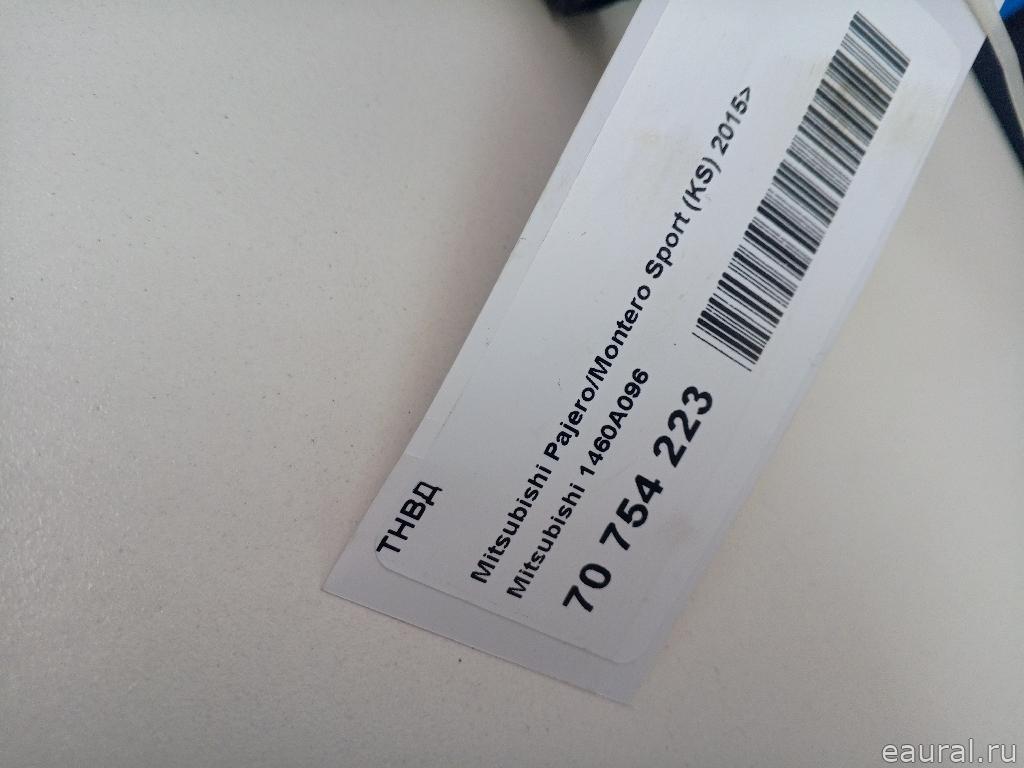 ТНВД
Mitsubishi Pajero/Montero Sport (KS) 2015>
Mitsubishi 1460A096
70 754 223
eaural.ru